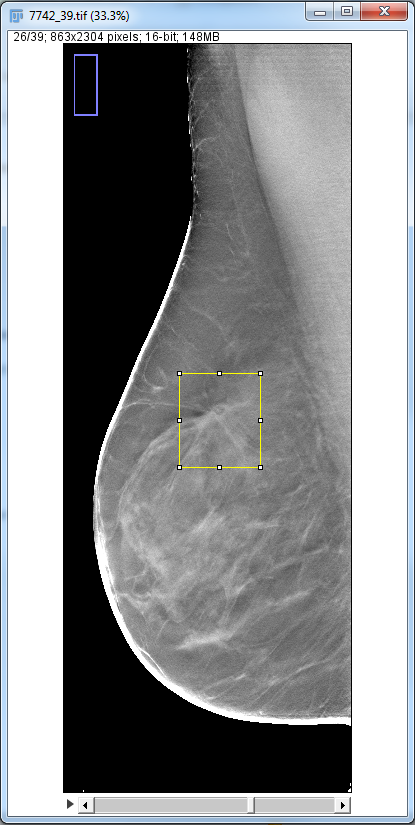 7742_39.tif (33.3%)
26/39; 863x2304 pixels; 16-bit; 148MB